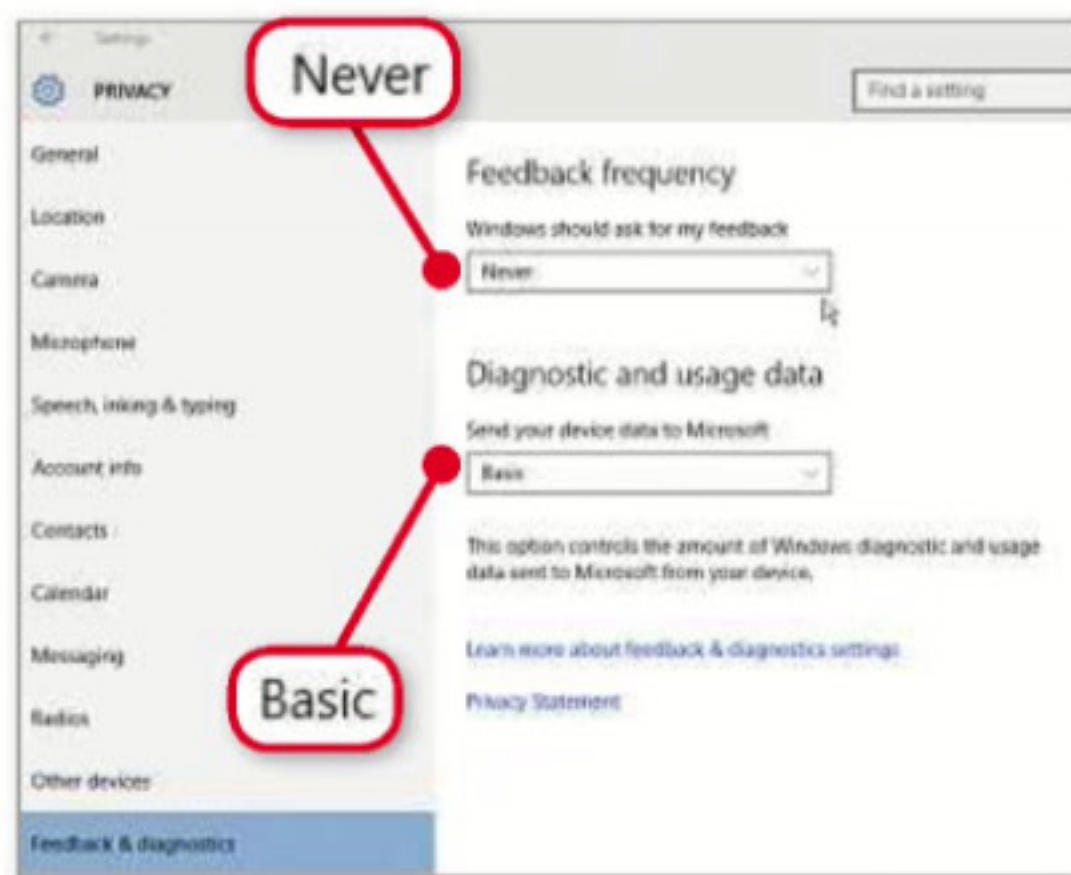 Settings
Never
PRIVACY
Find a setting
General
Location
Camera
Microphone
Speech, inking & typing
Account info
Contacts
Calendar
Messaging
Radios
Other devices
Feedback & diagnostics
Feedback frequency
Windows should ask for my feedback
Never
Diagnostic and usage data
Send your device data to Microsoft
Basic
This option controls the amount of Windows diagnostic and usage
data sent to Microsoft from your device.
Learn more about feedback & diagnostics settings
Privacy Statement
Basic